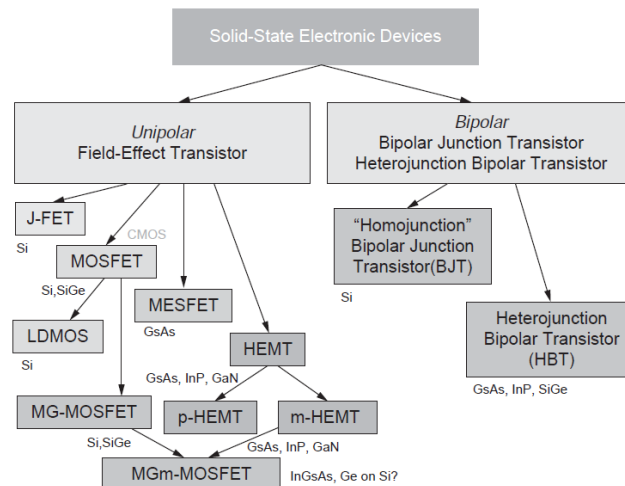 Solid-State Electronic Devices
Unipolar
Field-Effect Transistor
Bipolar
Bipolar Junction Transistor
Heterojunction Bipolar Transistor
J-FET
Si
CMOS
MOSFET
Si,SiGe
MESFET
GsAs
"Homojunction"
Bipolar Junction
Transistor(BJT)
Si
LDMOS
Si
HEMT
GsAs, InP, GaN
Heterojunction
Bipolar Transistor
(HBT)
GsAs, InP, SiGe
MG-MOSFET
Si,SiGe
p-HEMT
m-HEMT
GsAs, InP, GaN
MGm-MOSFET
InGsAs, Ge on Si?